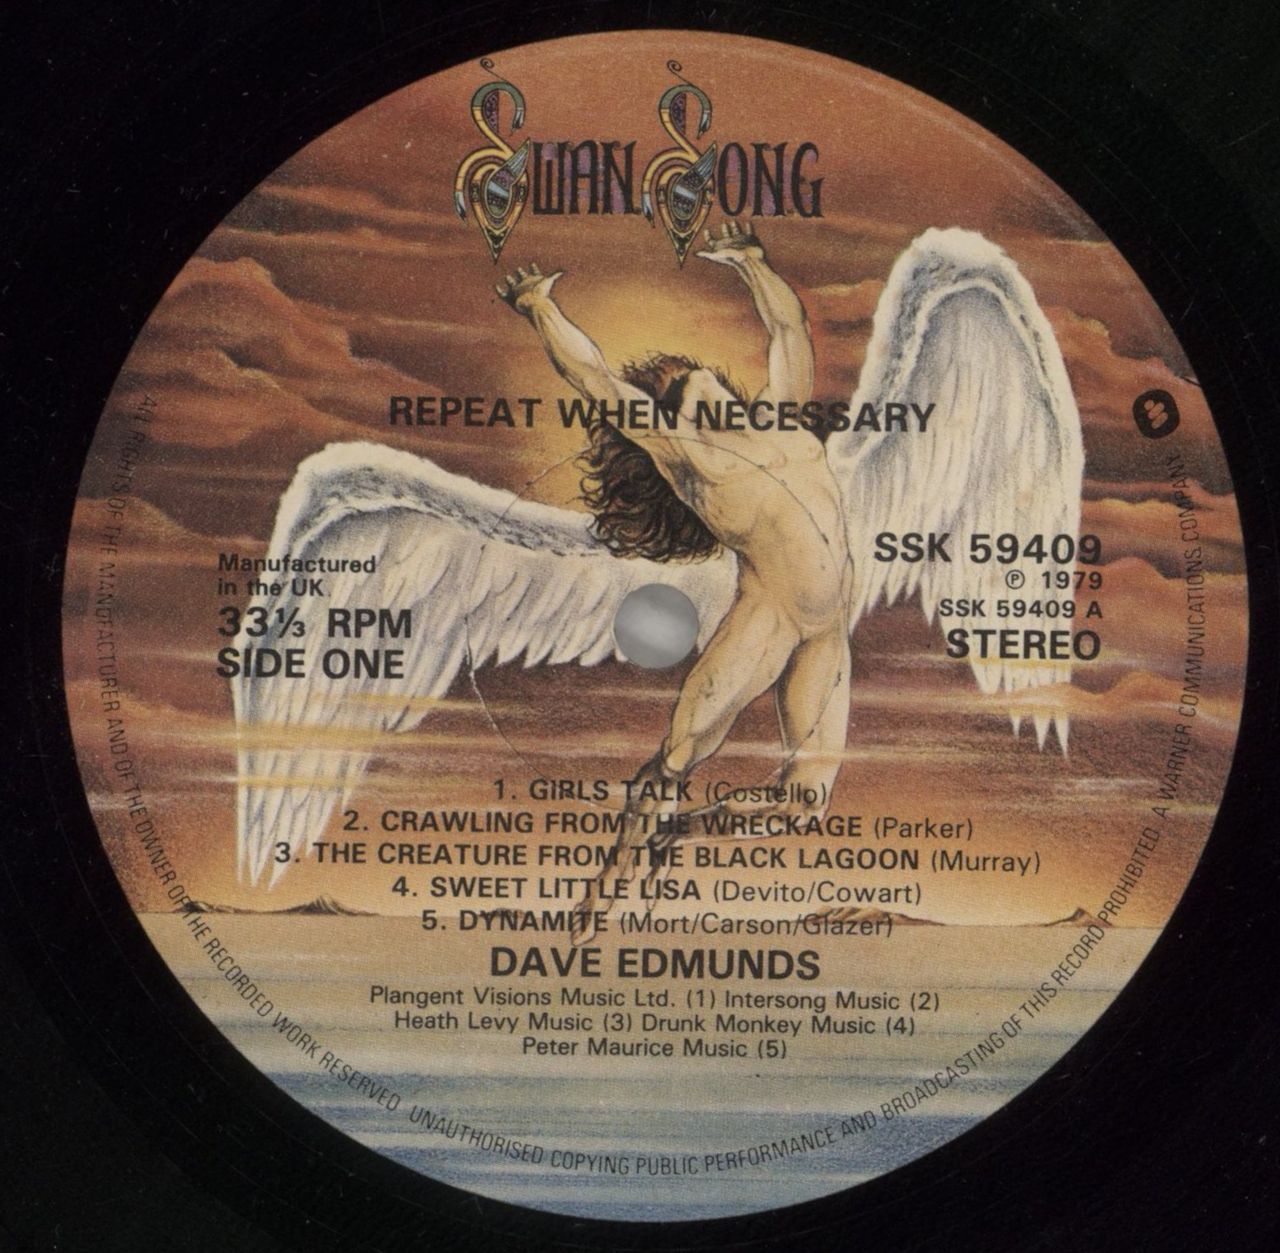 SWAN SONG
REPEAT WHEN NECESSARY
Manufactured
in the UK
33⅓ RPM
SIDE ONE
SSK 59409
℗ 1979
SSK 59409 A
STEREO
1. GIRLS TALK (Costello)
2. CRAWLING FROM THE WRECKAGE (Parker)
3. THE CREATURE FROM THE BLACK LAGOON (Murray)
4. SWEET LITTLE LISA (Devito/Cowart)
5. DYNAMITE (Mort/Carson/Glazer)
DAVE EDMUNDS
Plangent Visions Music Ltd. (1) Intersong Music (2)
Heath Levy Music (3) Drunk Monkey Music (4)
Peter Maurice Music (5)
ALL RIGHTS OF THE MANUFACTURER AND OF THE OWNER OF THE RECORDED WORK RESERVED UNAUTHORISED COPYING PUBLIC PERFORMANCE AND BROADCASTING OF THIS RECORD PROHIBITED. A WARNER COMMUNICATIONS COMPANY